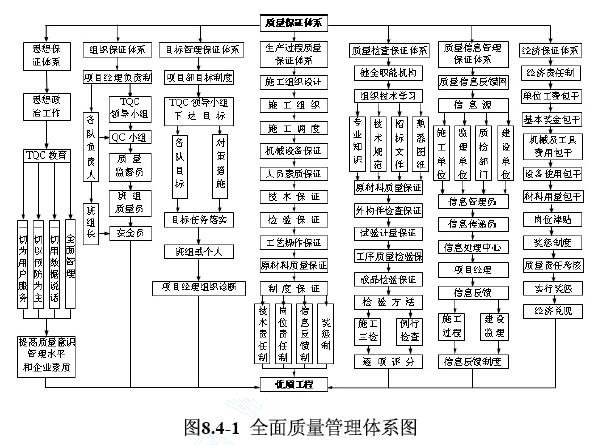 质量保证体系
思想保
证体系
思想政
治工作
TQC教育
切为用户服务
切以预防为主
切用数据说话
全面管理
提高质量意识
管理水平
和企业素质
组织保证体系
项目经理负责制
各队负责人
班组长
TQC
领导小组
QC小组
质量
监督员
班组
质量员
安全员
目标管理保证体系
项目部目标制度
TQC领导小组
下达目标
各队目标
对策措施
目标任务落实
班组或个人
项目经理组织诊断
生产过程质量
保证体系
施工组织设计
施工组织
施工调度
机械设备保证
人员素质保证
技术保证
检验保证
工艺操作保证
原材料质量保证
制度保证
技术责任制
岗位责任制
信息反馈制
奖惩制
质量检查保证体系
健全职能机构
组织技术学习
专业知识
技术规范
招标文件
熟悉图纸
原材料质量保证
外构件检查保证
试验计量保证
工序质量检验保
成品检验保证
检验方法
施工三检
例行检查
逐项评分
质量信息管理
保证体系
质量信息反馈图
信息源
施工单位
监理单位
质检部门
建设单位
信息管理员
信息传递员
信息处理中心
项目经理
信息反馈
施工
过程
建设
监理
信息反馈制度
经济保证体系
经济责任制
单位工费包干
基本奖金包干
机械及工具
费用包干
设备使用包干
材料用量包干
岗位津贴
奖惩制度
质量责任考核
实行奖惩
经济兑现
优质工程
图8.4-1 全面质量管理体系图